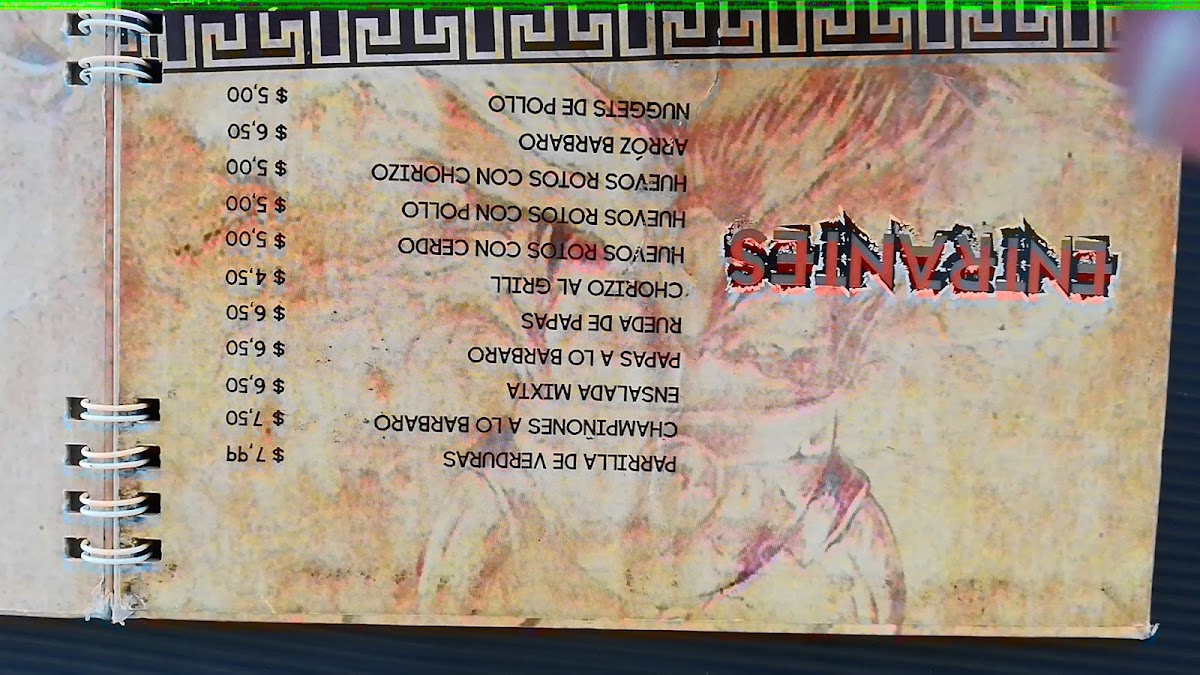 ENTRANTES
PARRILLA DE VERDURAS $ 7,99
CHAMPIÑONES A LO BARBARO $ 7,50
ENSALADA MIXTA $ 6,50
PAPAS A LO BARBARO $ 6,50
RUEDA DE PAPAS $ 6,50
CHORIZO AL GRILL $ 4,50
HUEVOS ROTOS CON CERDO $ 5,00
HUEVOS ROTOS CON POLLO $ 5,00
HUEVOS ROTOS CON CHORIZO $ 5,00
ARRÓZ BARBARO $ 6,50
NUGGETS DE POLLO $ 5,00